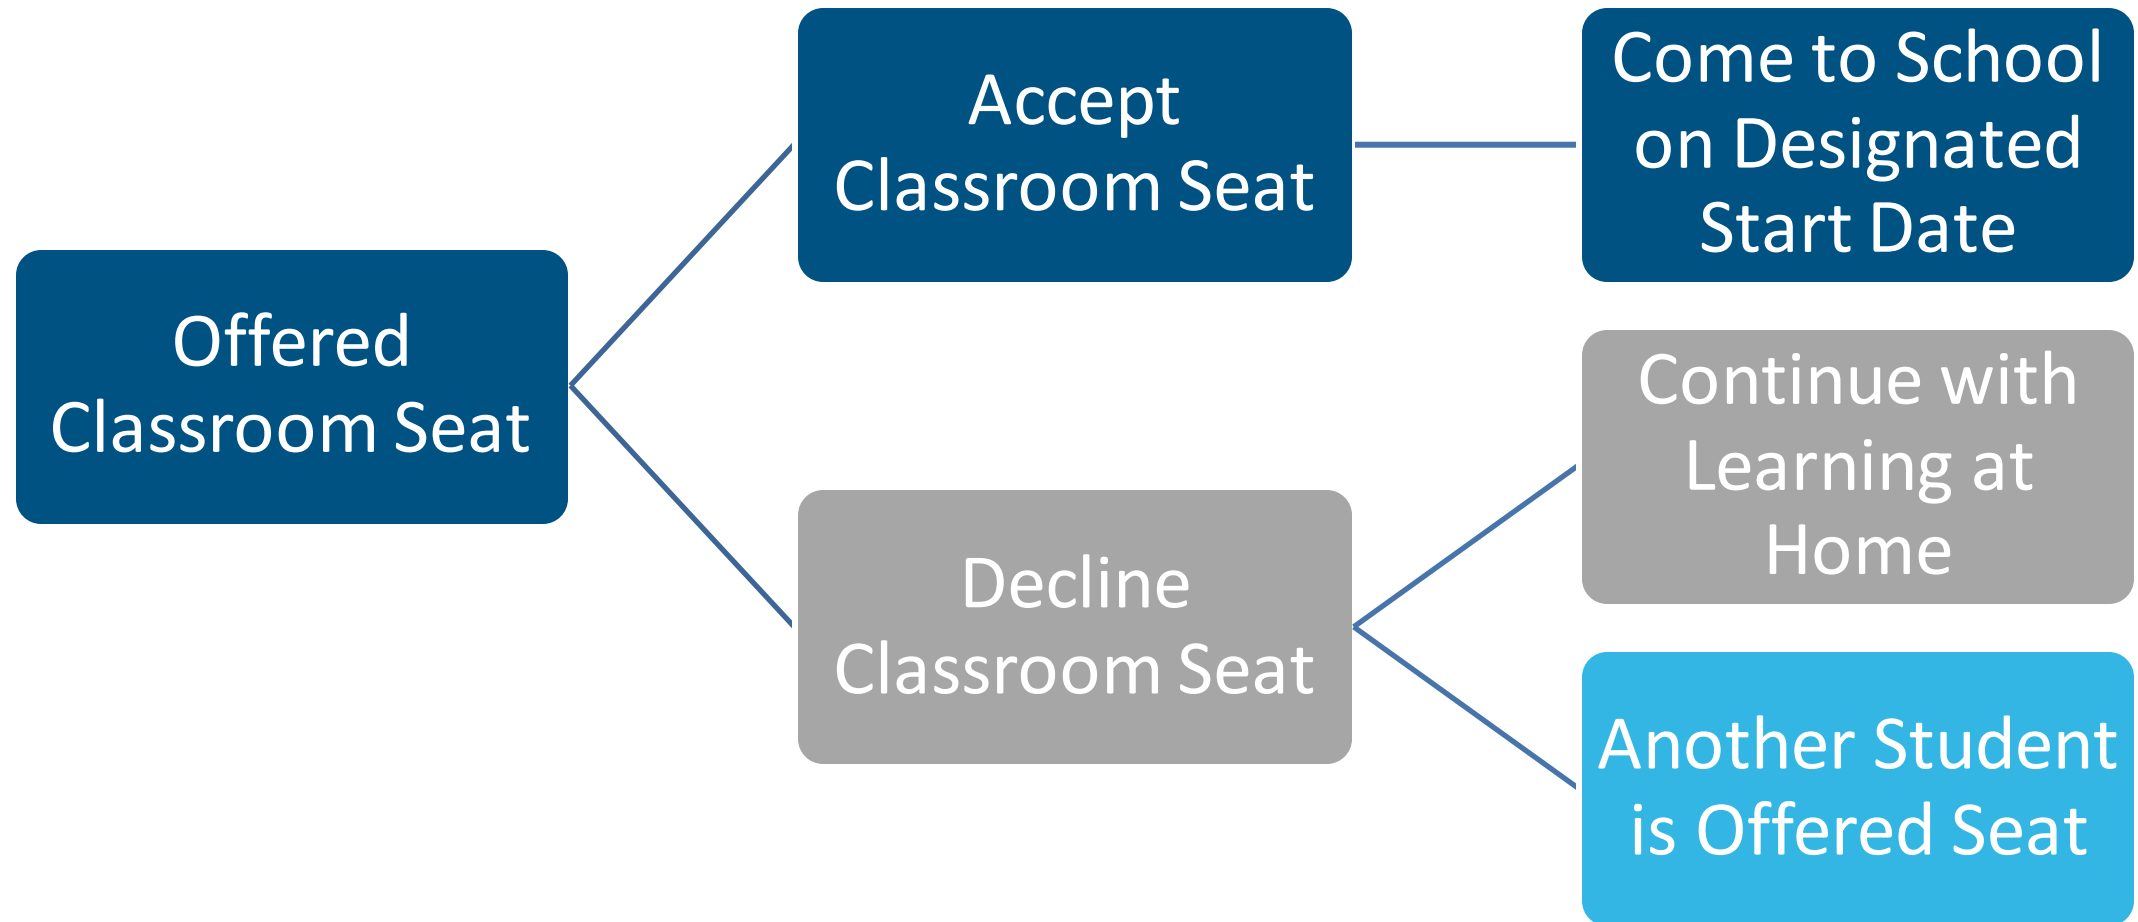 Offered
Classroom Seat
Accept
Classroom Seat
Come to School
on Designated
Start Date
Decline
Classroom Seat
Continue with
Learning at
Home
Another Student
is Offered Seat